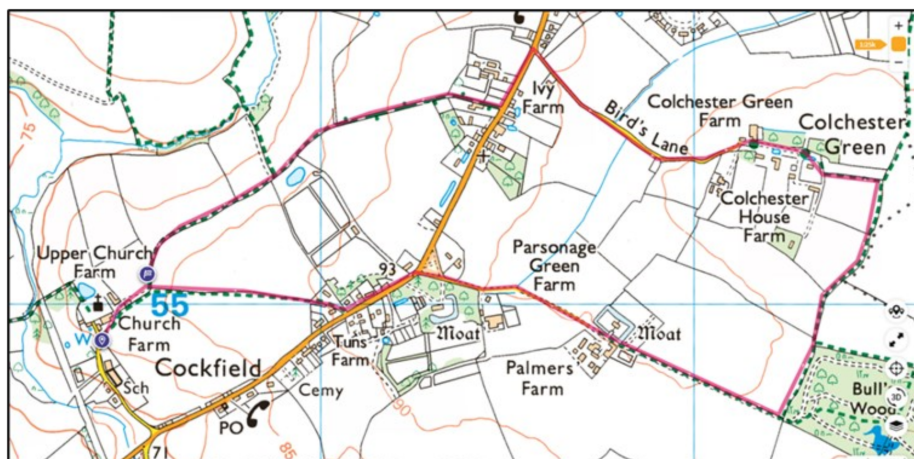 Ivy
Farm
Bird's Lane
Colchester Green
Farm
Colchester
Green
Colchester
House
Farm
75
Upper Church
Farm
93
Parsonage
Green
Farm
55
Church
Farm
Moat
Moat
Tuns
Farm
Cockfield
Sch
Cemy
Palmers
Farm
90
PO
Bull's
Wood
3D
85
71